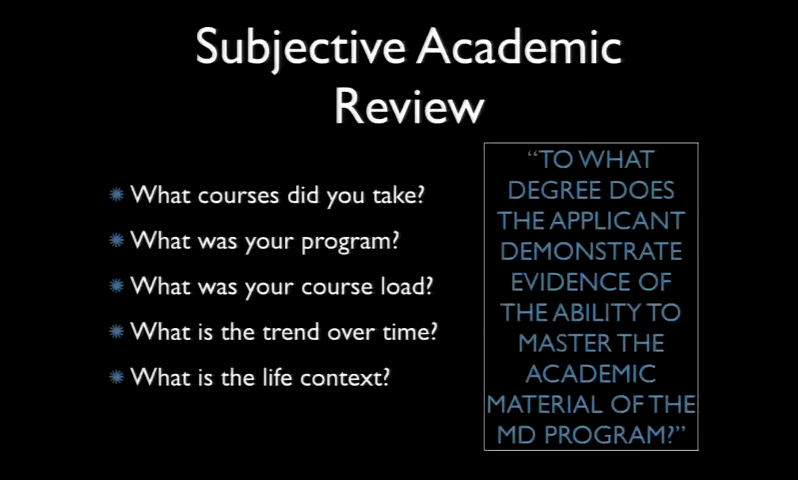 Subjective Academic
Review
What courses did you take?
What was your program?
What was your course load?
What is the trend over time?
What is the life context?
“TO WHAT
DEGREE DOES
THE APPLICANT
DEMONSTRATE
EVIDENCE OF
THE ABILITY TO
MASTER THE
ACADEMIC
MATERIAL OF THE
MD PROGRAM?”